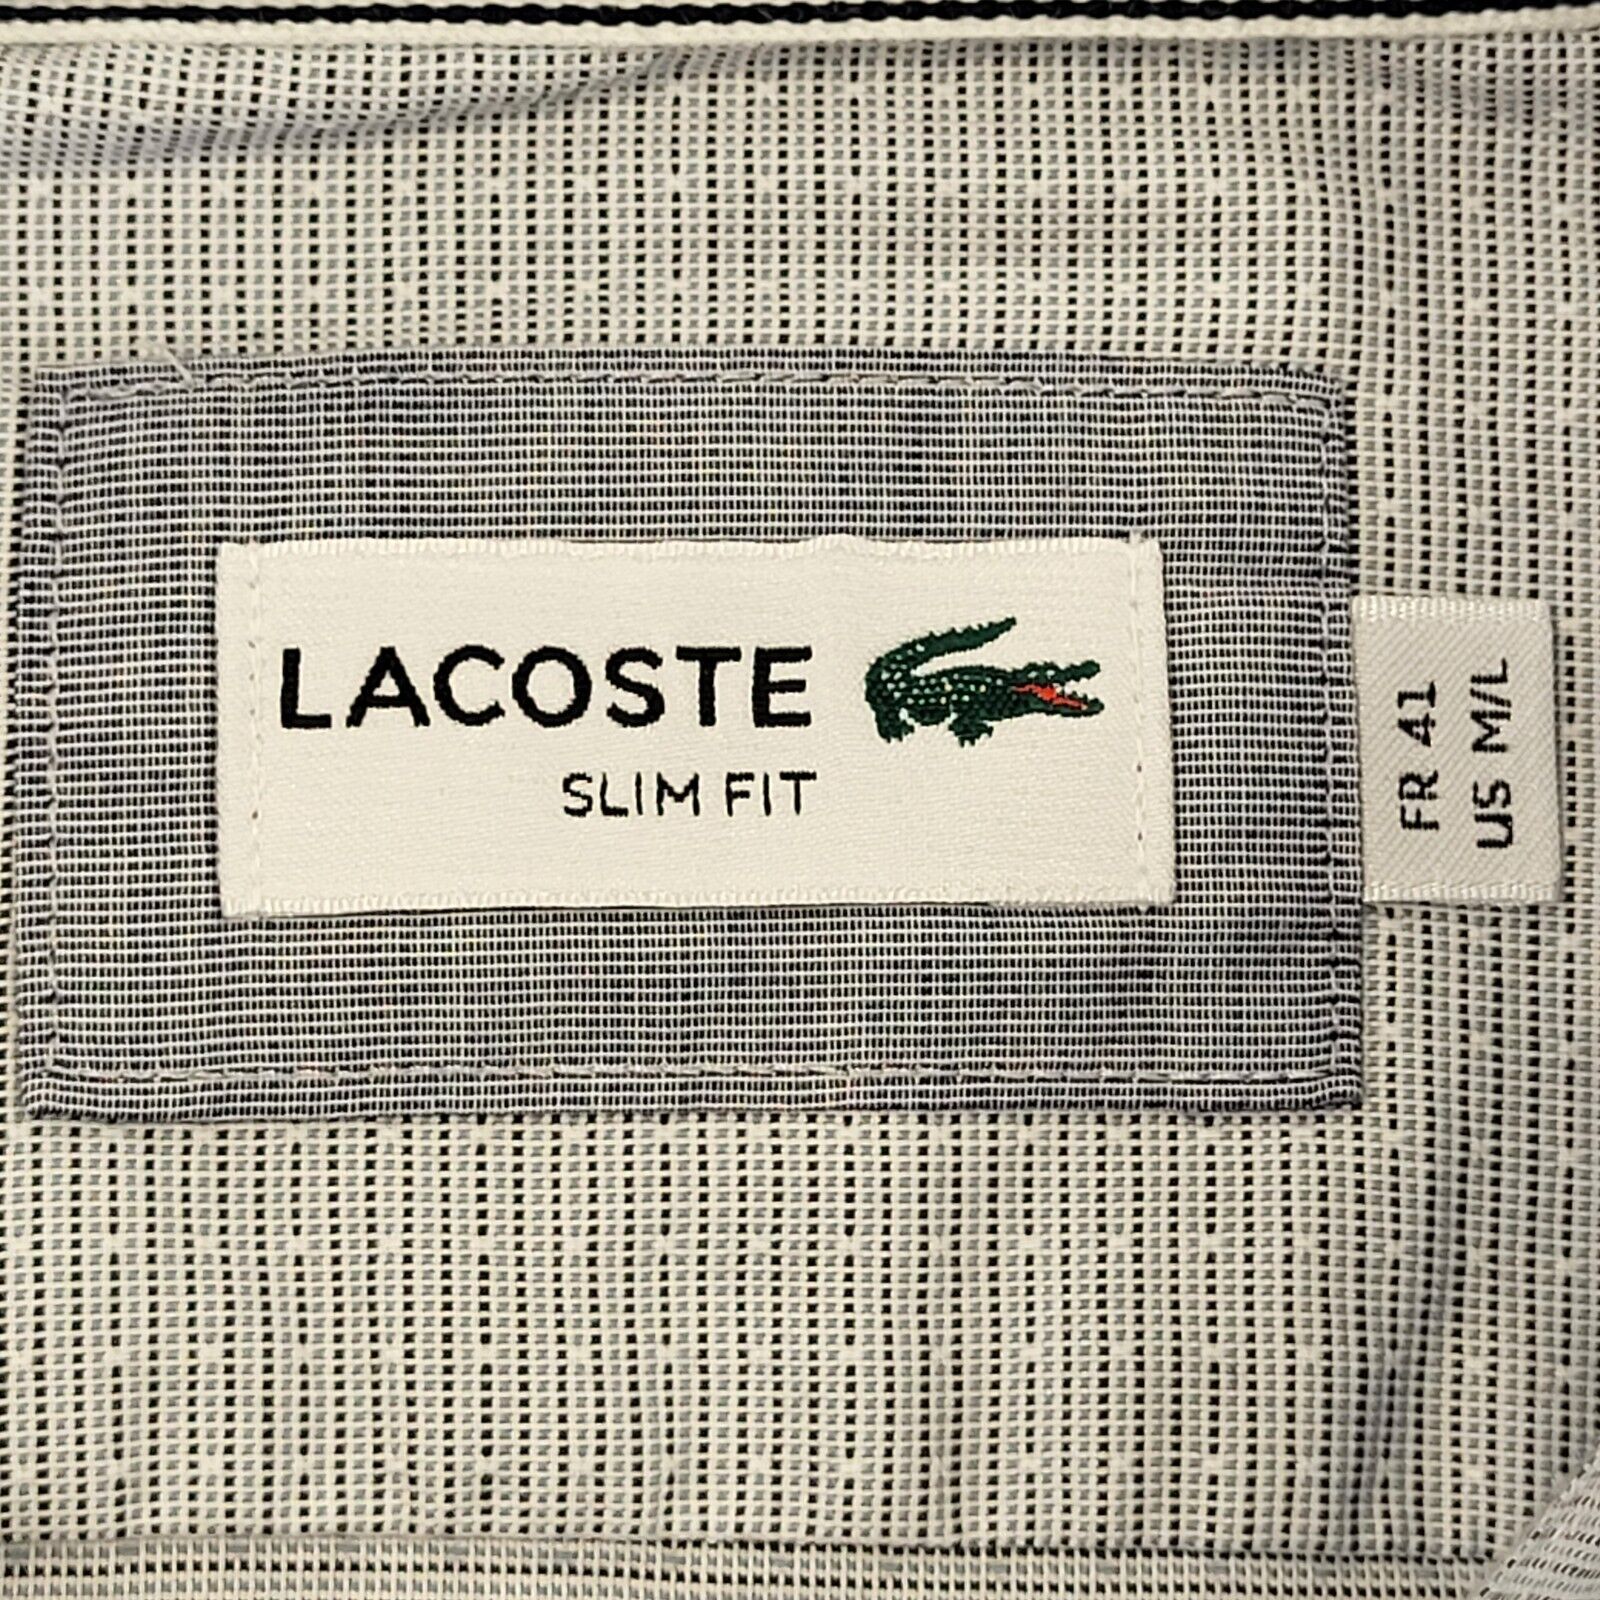 LACOSTE
SLIM FIT
FR 41
US M/L